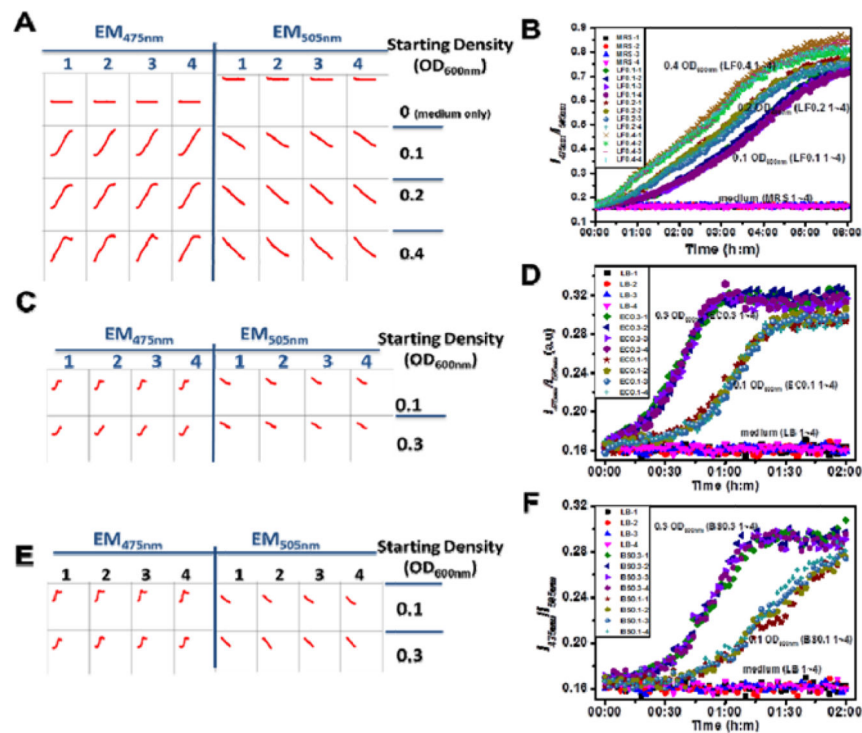 A
EM475nm EM505nm
Starting Density
(OD600nm)
1 2 3 4 1 2 3 4
0 (medium only)
0.1
0.2
0.4
B
0.9
0.8
0.7
0.6
0.5
0.4
0.3
0.2
0.1
MRS-1
MRS-2
MRS-3
MRS-4
LF0.1-1
LF0.1-2
LF0.1-3
LF0.1-4
LF0.2-1
LF0.2-2
LF0.2-3
LF0.2-4
LF0.4-1
LF0.4-2
LF0.4-3
LF0.4-4
0.4 OD600nm (LF0.4 1~4)
0.2 OD600nm (LF0.2 1~4)
0.1 OD600nm (LF0.1 1~4)
medium (MRS 1~4)
00:00 01:00 02:00 03:00 04:00 05:00 06:00
Time (h:m)
C
EM475nm EM505nm
Starting Density
(OD600nm)
1 2 3 4 1 2 3 4
0.1
0.3
D
I475nm/I505nm (a.u)
0.32
0.28
0.24
0.20
0.16
LB-1
LB-2
LB-3
LB-4
EC0.3-1
EC0.3-2
EC0.3-3
EC0.3-4
EC0.1-1
EC0.1-2
EC0.1-3
EC0.1-4
0.3 OD600nm (EC0.3 1~4)
0.1 OD600nm (EC0.1 1~4)
medium (LB 1~4)
00:00 00:30 01:00 01:30 02:00
Time (h:m)
E
EM475nm EM505nm
Starting Density
(OD600nm)
1 2 3 4 1 2 3 4
0.1
0.3
F
I475nm/I505nm
0.32
0.28
0.24
0.20
0.16
LB-1
LB-2
LB-3
LB-4
BS0.3-1
BS0.3-2
BS0.3-3
BS0.3-4
BS0.1-1
BS0.1-2
BS0.1-3
BS0.1-4
0.3 OD600nm (BS0.3 1~4)
0.1 OD600nm (BS0.1 1~4)
medium (LB 1~4)
00:00 00:30 01:00 01:30 02:00
Time (h:m)